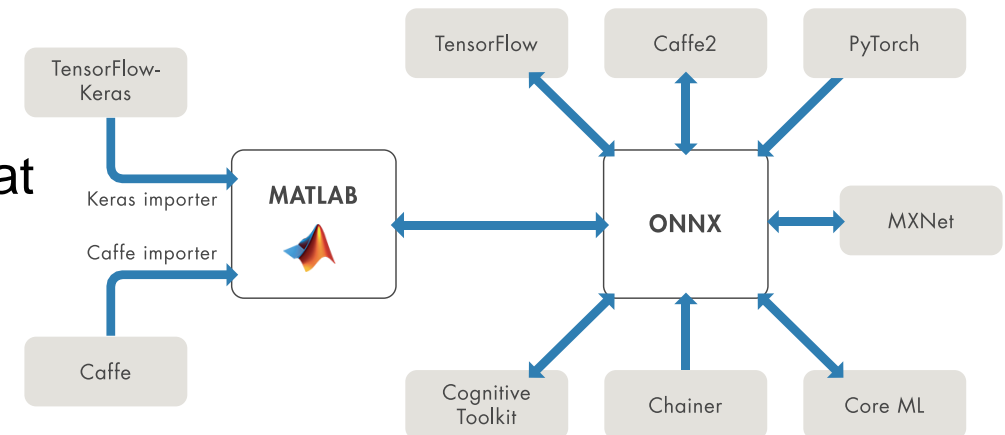 TensorFlow-
Keras
at
Keras importer
Caffe importer
Caffe
MATLAB
TensorFlow
Caffe2
PyTorch
ONNX
MXNet
Cognitive
Toolkit
Chainer
Core ML